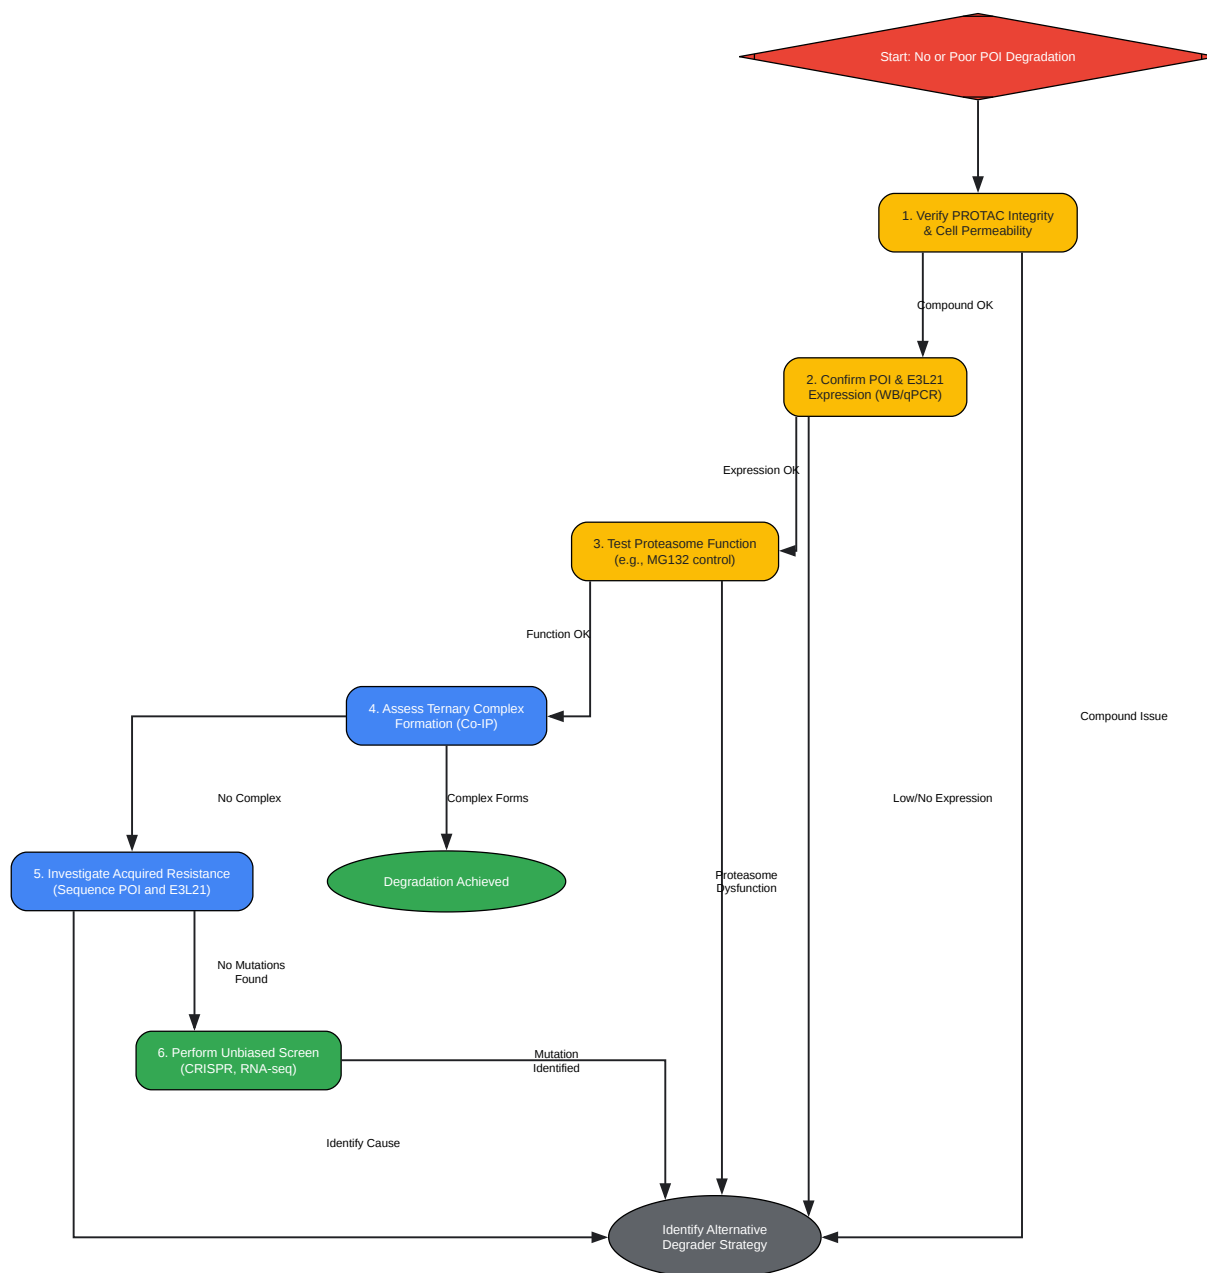 Start: No or Poor POI Degradation
1. Verify PROTAC Integrity
& Cell Permeability
Compound OK
2. Confirm POI & E3L21
Expression (WB/qPCR)
Expression OK
3. Test Proteasome Function
(e.g., MG132 control)
Function OK
4. Assess Ternary Complex
Formation (Co-IP)
Compound Issue
No Complex
Complex Forms
Low/No Expression
5. Investigate Acquired Resistance
(Sequence POI and E3L21)
Degradation Achieved
Proteasome
Dysfunction
No Mutations
Found
6. Perform Unbiased Screen
(CRISPR, RNA-seq)
Mutation
Identified
Identify Cause
Identify Alternative
Degrader Strategy